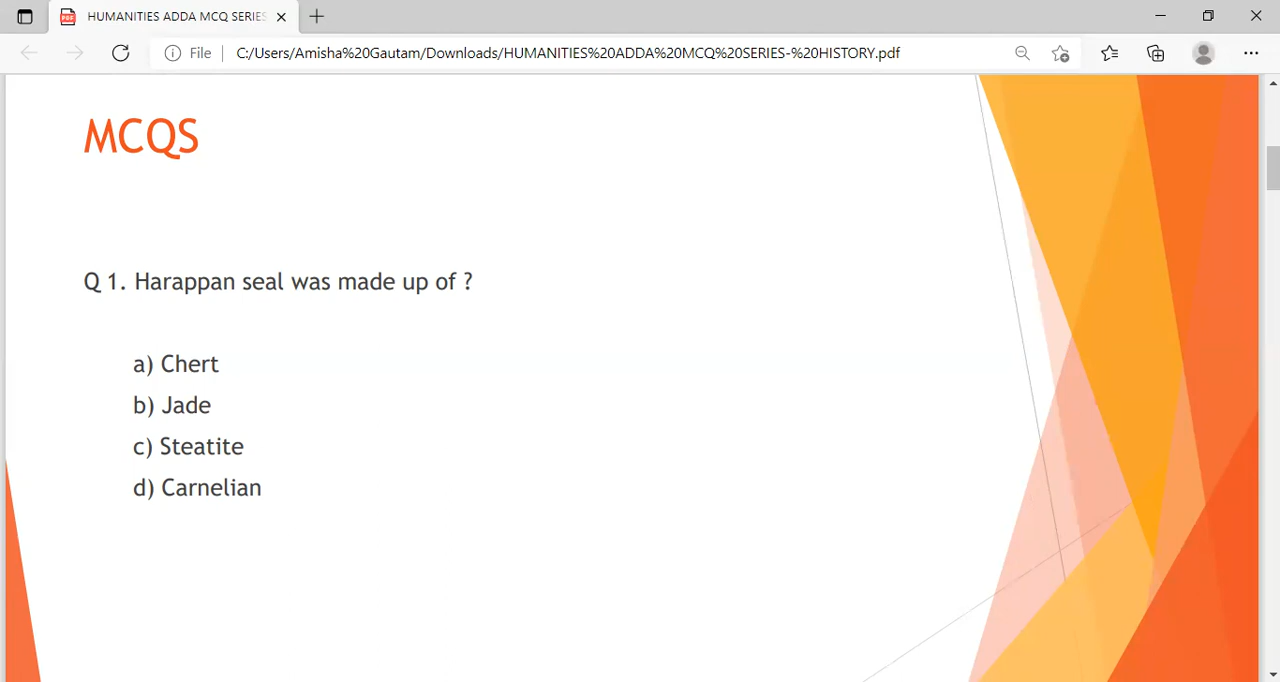 HUMANITIES ADDA MCQ SERIES
File
C:/Users/Amisha%20Gautam/Downloads/HUMANITIES%20ADDA%20MCQ%20SERIES-%20HISTORY.pdf
MCQS
Q 1. Harappan seal was made up of ?
a) Chert
b) Jade
c) Steatite
d) Carnelian